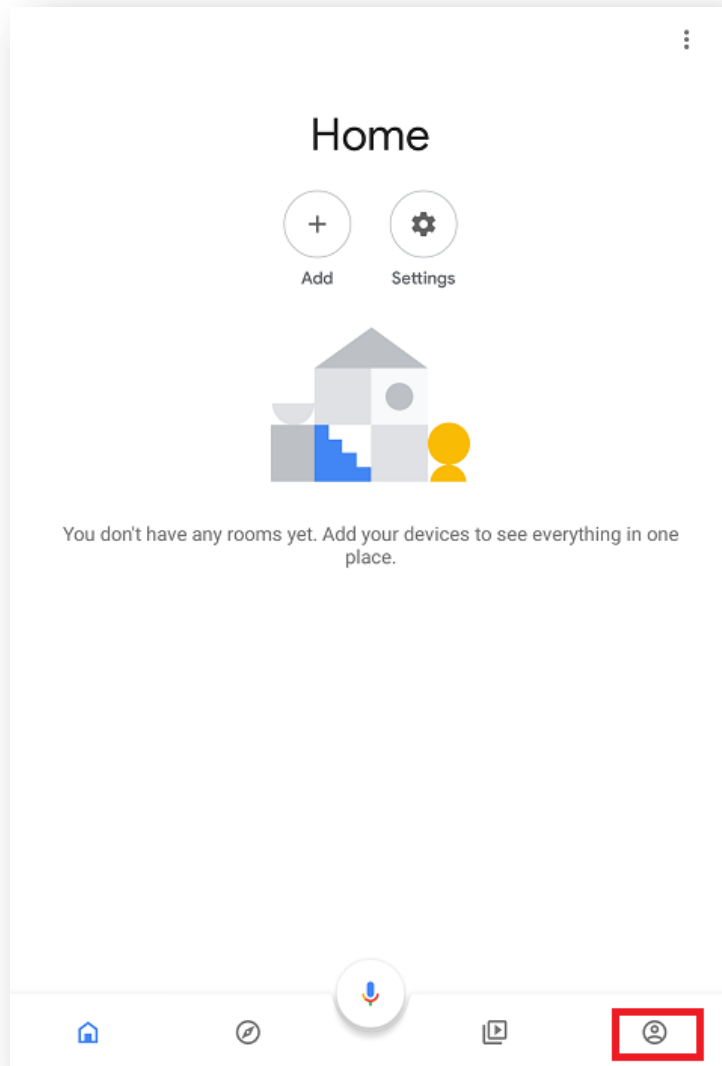 Home
Add
Settings
You don't have any rooms yet. Add your devices to see everything in one
place.